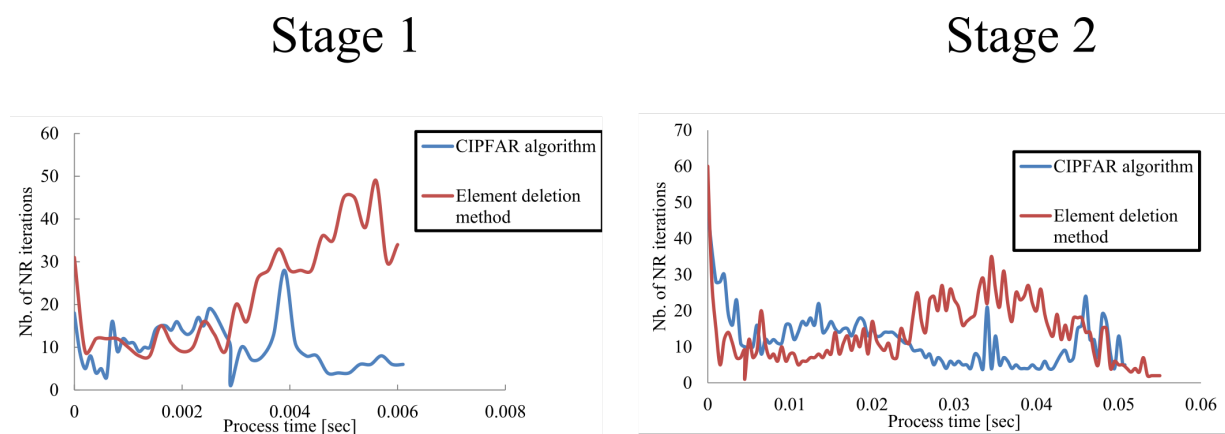 Stage 1
Stage 2
60
50
40
30
20
10
0
Nb. of NR iterations
CIPFAR algorithm
Element deletion
method
0
0.002
0.004
0.006
0.008
Process time [sec]
70
60
50
40
30
20
10
0
Nb. of NR iterations
CIPFAR algorithm
Element deletion
method
0
0.01
0.02
0.03
0.04
0.05
0.06
Process time [sec]